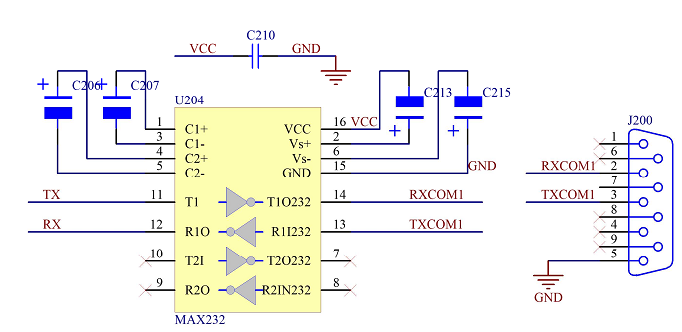 C210
VCC GND
C206 C207 C213 C215
U204
1 C1+ VCC 16 VCC
3 C1- Vs+ 2
4 C2+ Vs- 6
5 C2- GND 15 GND
TX 11 T1 T1O232 14 RXCOM1
RX 12 R1O R1I232 13 TXCOM1
10 T2I T2O232 7
9 R2O R2IN232 8
MAX232
J200
1
6
RXCOM1 2
7
TXCOM1 3
8
4
9
5
GND